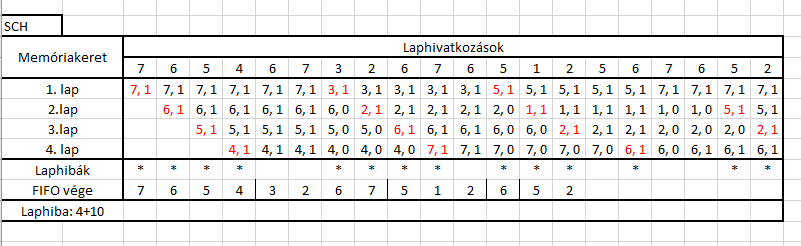 SCH
Memóriakeret Laphivatkozások
7 6 5 4 6 7 3 2 6 7 6 5 1 2 5 6 7 6 5 2
1. lap 7, 1 7, 1 7, 1 7, 1 7, 1 7, 1 3, 1 3, 1 3, 1 3, 1 3, 1 5, 1 5, 1 5, 1 5, 1 5, 1 7, 1 7, 1 7, 1 7, 1
2.lap 6, 1 6, 1 6, 1 6, 1 6, 1 6, 0 2, 1 2, 1 2, 1 2, 1 2, 0 1, 1 1, 1 1, 1 1, 1 1, 0 1, 0 5, 1 5, 1
3.lap 5, 1 5, 1 5, 1 5, 1 5, 0 5, 0 6, 1 6, 1 6, 1 6, 0 6, 0 2, 1 2, 1 2, 1 2, 0 2, 0 2, 0 2, 1
4. lap 4, 1 4, 1 4, 1 4, 0 4, 0 4, 0 7, 1 7, 1 7, 0 7, 0 7, 0 7, 0 6, 1 6, 0 6, 1 6, 1 6, 1
Laphibák * * * * * * * * * * * * * *
FIFO vége 7 6 5 4 3 2 6 7 5 1 2 6 5 2
Laphiba: 4+10